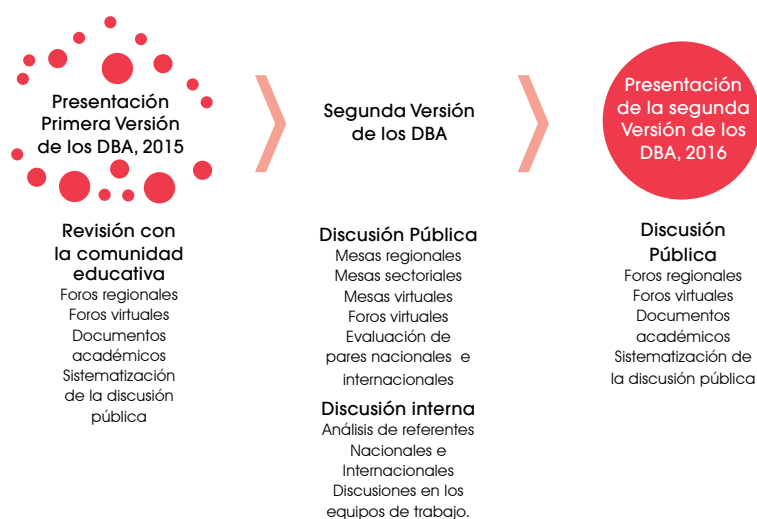 Presentación
Primera Versión
de los DBA, 2015
Revisión con
la comunidad
educativa
Foros regionales
Foros virtuales
Documentos
académicos
Sistematización
de la discusión
pública
Segunda Versión
de los DBA
Discusión Pública
Mesas regionales
Mesas sectoriales
Mesas virtuales
Foros virtuales
Evaluación de
pares nacionales e
internacionales
Discusión interna
Análisis de referentes
Nacionales e
Internacionales
Discusiones en los
equipos de trabajo.
Presentación
de la segunda
Versión de los
DBA, 2016
Discusión
Pública
Foros regionales
Foros virtuales
Documentos
académicos
Sistematización de
la discusión pública